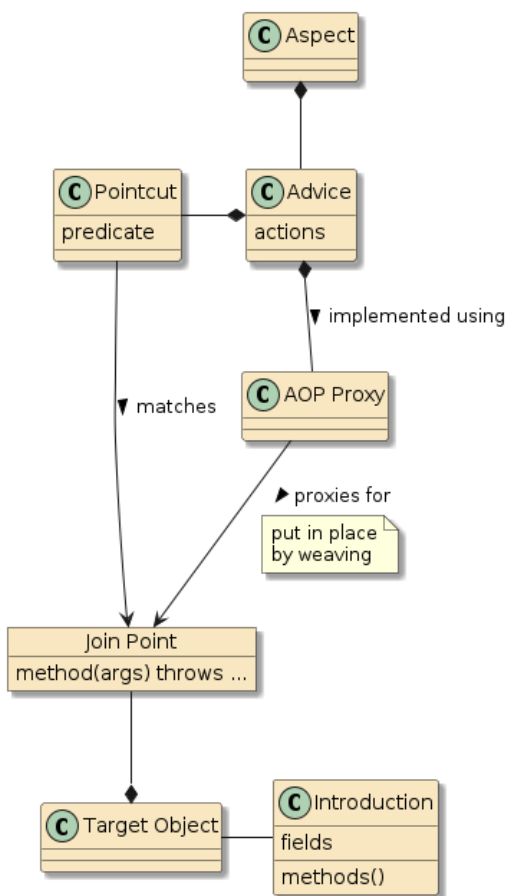 C Aspect
C Pointcut
predicate
C Advice
actions
implemented using
C AOP Proxy
matches
proxies for
put in place
by weaving
Join Point
method(args) throws ...
C Target Object
C Introduction
fields
methods()